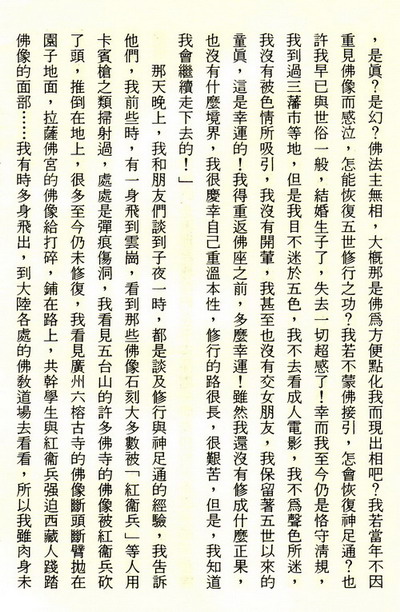 ，是眞？是幻？佛法主無相，大槪那是佛爲方便點化我而現出相吧？我若當年不因
重見佛像而感泣，怎能恢復五世修行之功？我若不蒙佛接引，怎會恢復神足通？也
許我早已與世俗一般，結婚生子了，失去一切超感了！幸而我至今仍是恪守淸規，
我到過三藩市等地，但是我目不迷於五色，我不去看成人電影，我不爲聲色所迷，
我沒有被色情所吸引，我沒有開葷，我甚至也沒有交女朋友，我保留著五世以來的
童眞，這是幸運的！我得重返佛座之前，多麼幸運！雖然我還沒有修成什麼正果，
也沒有什麼境界，我很慶幸自己重溫本性，修行的路很長，很艱苦，但是，我知道
我會繼續走下去的！」
那天晚上，我和朋友們談到子夜一時，都是談及修行與神足通的經驗，我告訴
他們，我前些時，有一身飛到雲崗，看到那些佛像石刻大多數被「紅衞兵」等人用
卡賓槍之類掃射過，處處是彈痕傷洞，我看見五台山的許多佛寺的佛像被紅衞兵砍
了頭，推倒在地上，很多至今仍未修復，我看見廣州六榕古寺的佛像斷頭斷臂拋在
園子地面，拉薩佛宮的佛像給打碎，鋪在路上，共幹學生與紅衞兵强迫西藏人踐踏
佛像的面部……我有時多身飛出，到大陸各處的佛敎道場去看看，所以我雖肉身未